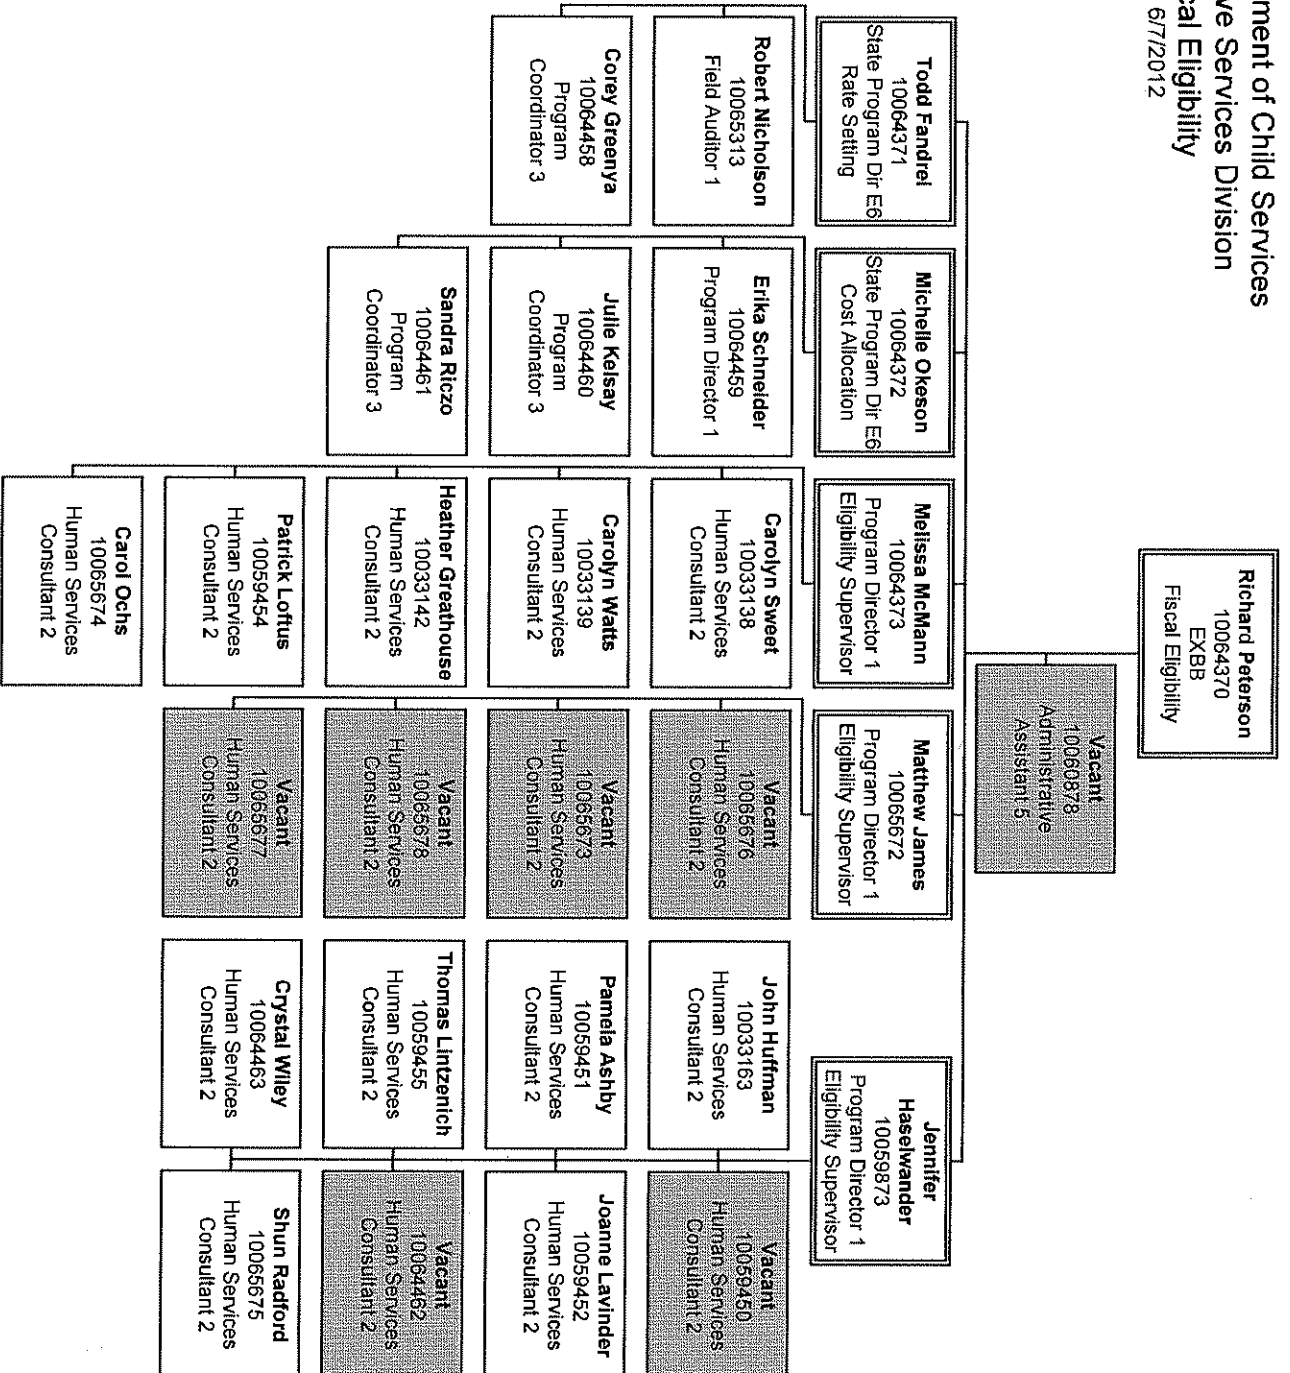 ment of Child Services
ve Services Division
cal Eligibility
6/7/2012
Richard Peterson
10064370
EXBB
Fiscal Eligibility
Vacant
10060878
Administrative
Assistant 5
Todd Fandrei
10064371
State Program Dir E6
Rate Setting
Robert Nicholson
10065313
Field Auditor 1
Corey Greenya
10064458
Program
Coordinator 3
Michelle Okeson
10064372
State Program Dir E6
Cost Allocation
Erika Schneider
10064459
Program Director 1
Julie Kelsay
10064460
Program
Coordinator 3
Sandra Riczo
10064461
Program
Coordinator 3
Melissa McMann
10064373
Program Director 1
Eligibility Supervisor
Carolyn Sweet
10033138
Human Services
Consultant 2
Carolyn Watts
10033139
Human Services
Consultant 2
Heather Greathouse
10033142
Human Services
Consultant 2
Patrick Loftus
10059454
Human Services
Consultant 2
Carol Ochs
10065674
Human Services
Consultant 2
Matthew James
10065672
Program Director 1
Eligibility Supervisor
Vacant
10065676
Human Services
Consultant 2
Vacant
10065673
Human Services
Consultant 2
Vacant
10065678
Human Services
Consultant 2
Vacant
10065677
Human Services
Consultant 2
Jennifer
Haselwander
10059873
Program Director 1
Eligibility Supervisor
John Huffman
10033163
Human Services
Consultant 2
Vacant
10059450
Human Services
Consultant 2
Pamela Ashby
10059451
Human Services
Consultant 2
Joanne Lavinder
10059452
Human Services
Consultant 2
Thomas Lintzenich
10059455
Human Services
Consultant 2
Vacant
10064462
Human Services
Consultant 2
Crystal Wiley
10064463
Human Services
Consultant 2
Shun Radford
10065675
Human Services
Consultant 2